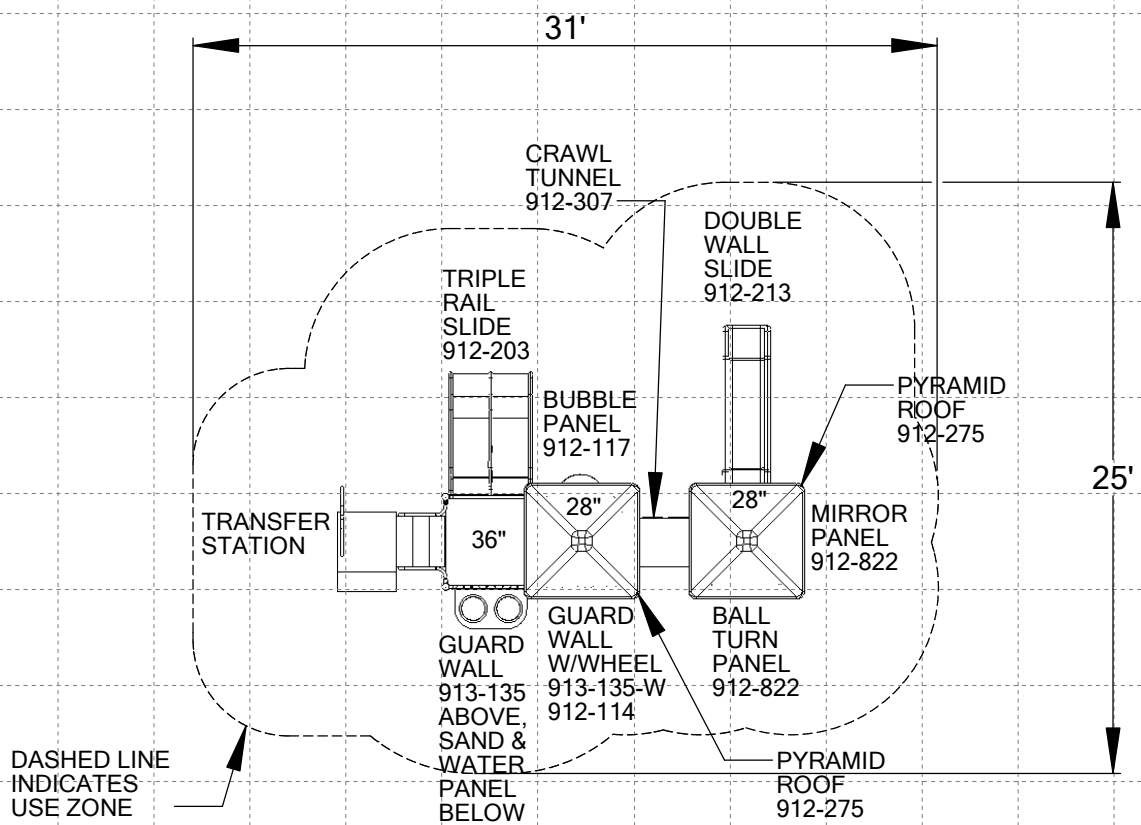 31'
CRAWL
TUNNEL
912-307
DOUBLE
WALL
SLIDE
912-213
TRIPLE
RAIL
SLIDE
912-203
BUBBLE
PANEL
912-117
PYRAMID
ROOF
912-275
25'
TRANSFER
STATION
36"
28"
28"
MIRROR
PANEL
912-822
GUARD
WALL
913-135
ABOVE,
SAND &
WATER
PANEL
BELOW
GUARD
WALL
W/WHEEL
913-135-W
912-114
BALL
TURN
PANEL
912-822
PYRAMID
ROOF
912-275
DASHED LINE
INDICATES
USE ZONE